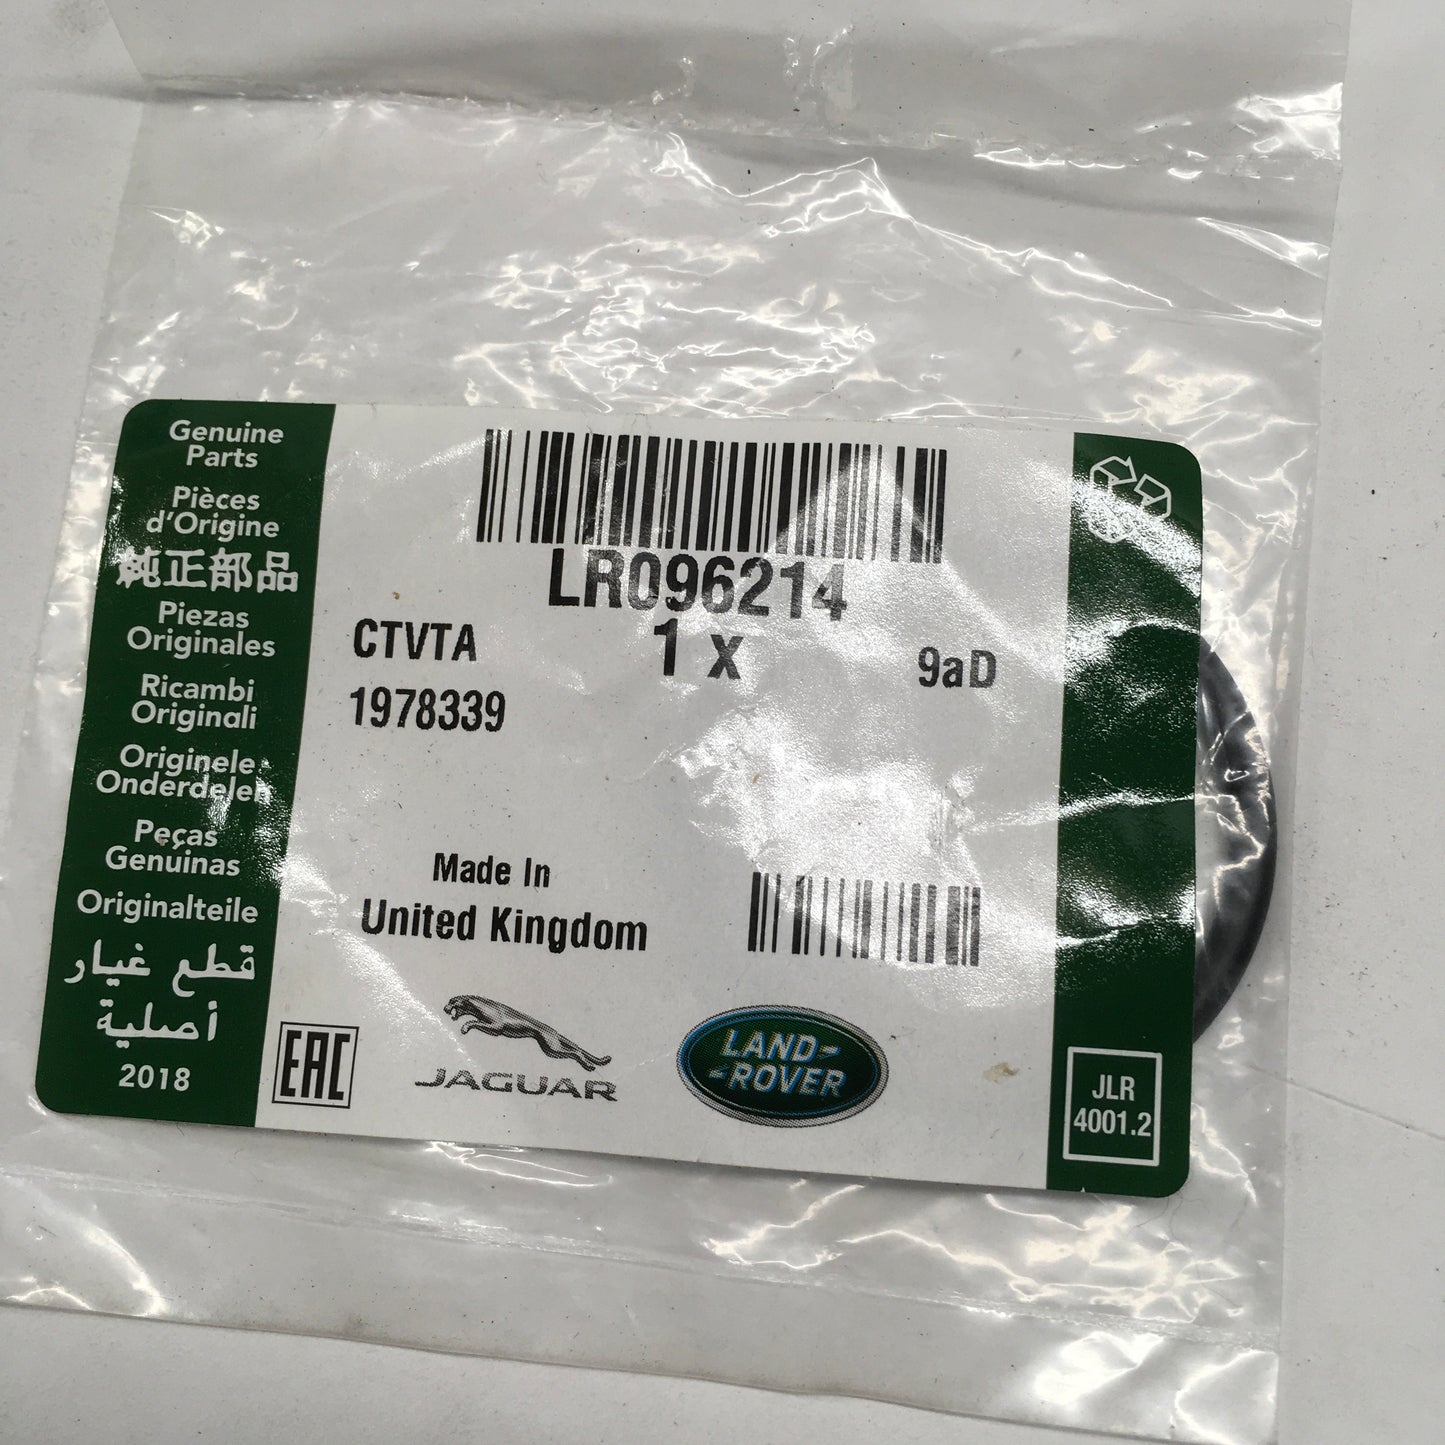 Genuine
Parts
Pièces
d'Origine
純正部品
Piezas
Originales
Ricambi
Originali
Originele
Onderdelen
Peças
Genuínas
Originalteile
قطع غيار
أصلية
2018
LR096214
CTVTA
1 x
9aD
1978339
Made In
United Kingdom
EAC
JAGUAR
LAND-
-ROVER
JLR
4001.2